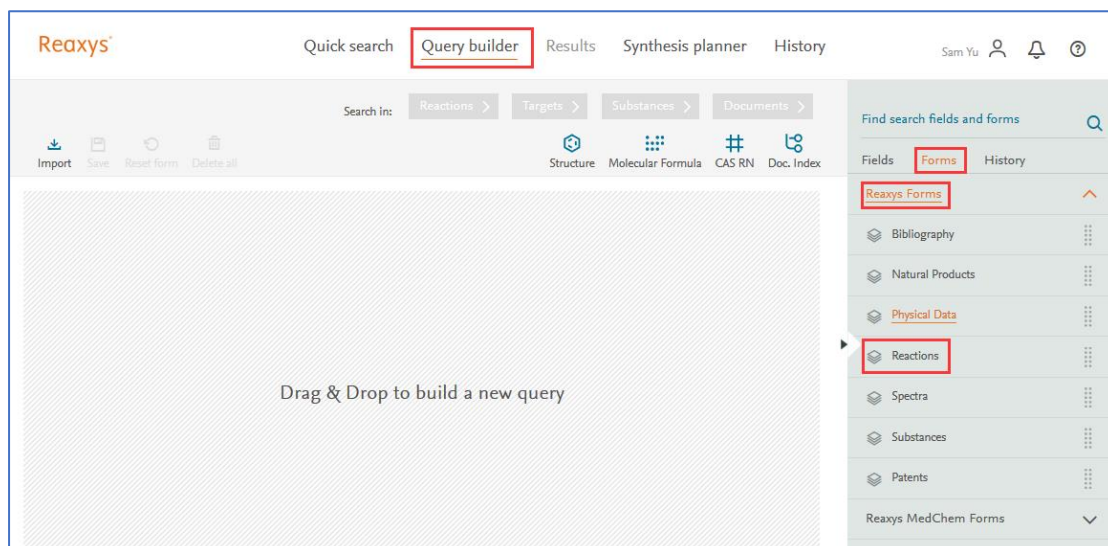 Reaxys®
Quick search Query builder Results Synthesis planner History
Sam Yu
Search in: Reactions Targets Substances Documents
Import Save Reset form Delete all
Structure Molecular Formula CAS RN Doc. Index
Drag & Drop to build a new query
Find search fields and forms
Fields Forms History
Reaxys Forms
Bibliography
Natural Products
Physical Data
Reactions
Spectra
Substances
Patents
Reaxys MedChem Forms